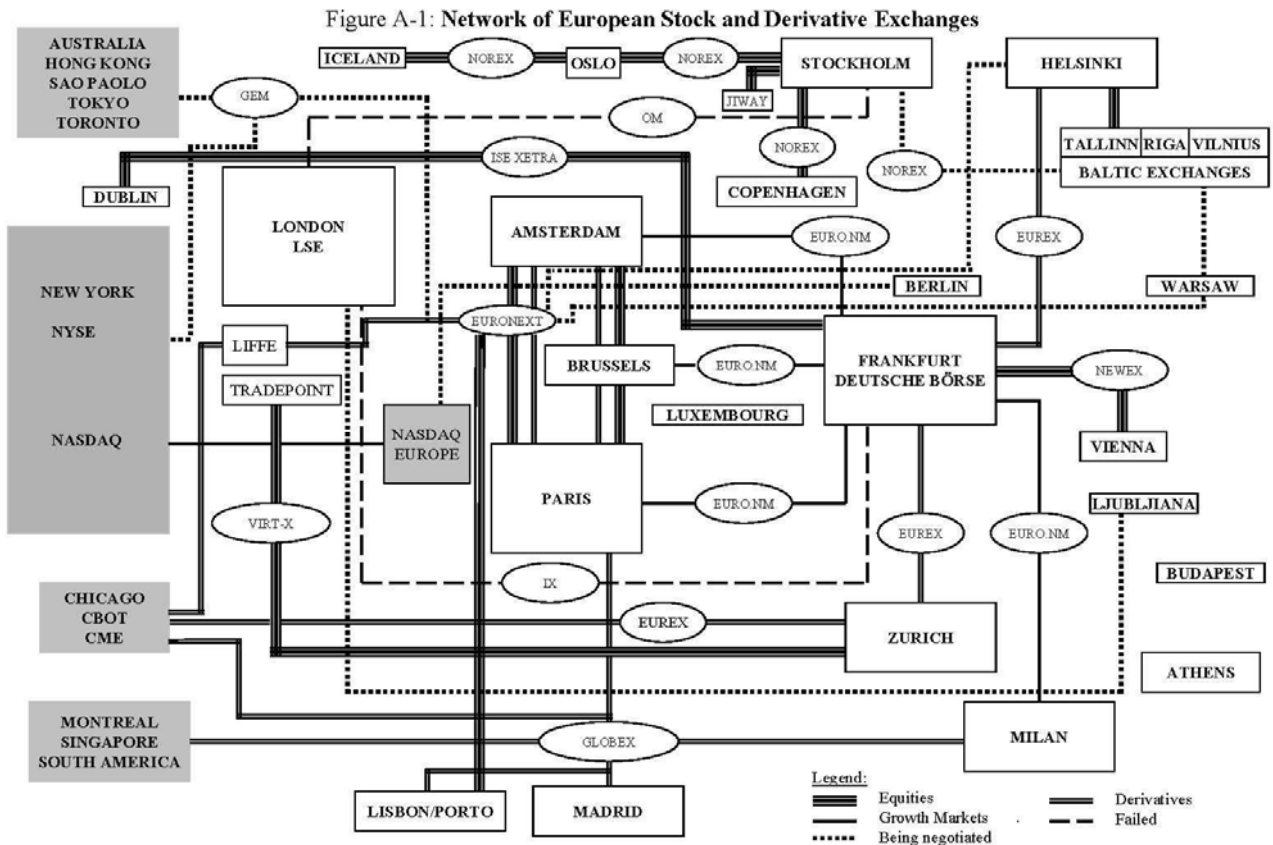 Figure A-1: Network of European Stock and Derivative Exchanges
AUSTRALIA
HONG KONG
SAO PAOLO
TOKYO
TORONTO
GEM
ICELAND
NOREX
OSLO
NOREX
STOCKHOLM
HELSINKI
JIWAY
OM
NOREX
NOREX
TALLINN RIGA VILNIUS
BALTIC EXCHANGES
ISE XETRA
DUBLIN
COPENHAGEN
LONDON
LSE
AMSTERDAM
EURO.NM
EUREX
NEW YORK
NYSE
NASDAQ
BERLIN
WARSAW
EURONEXT
LIFFE
TRADEPOINT
BRUSSELS
EURO.NM
FRANKFURT
DEUTSCHE BÖRSE
NEWEX
LUXEMBOURG
NASDAQ
EUROPE
VIENNA
PARIS
EURO.NM
LJUBLJIANA
VIRT-X
EUREX
EURO.NM
IX
BUDAPEST
CHICAGO
CBOT
CME
EUREX
ZURICH
ATHENS
MONTREAL
SINGAPORE
SOUTH AMERICA
GLOBEX
MILAN
LISBON/PORTO
MADRID
Legend:
Equities
Derivatives
Growth Markets
Failed
Being negotiated